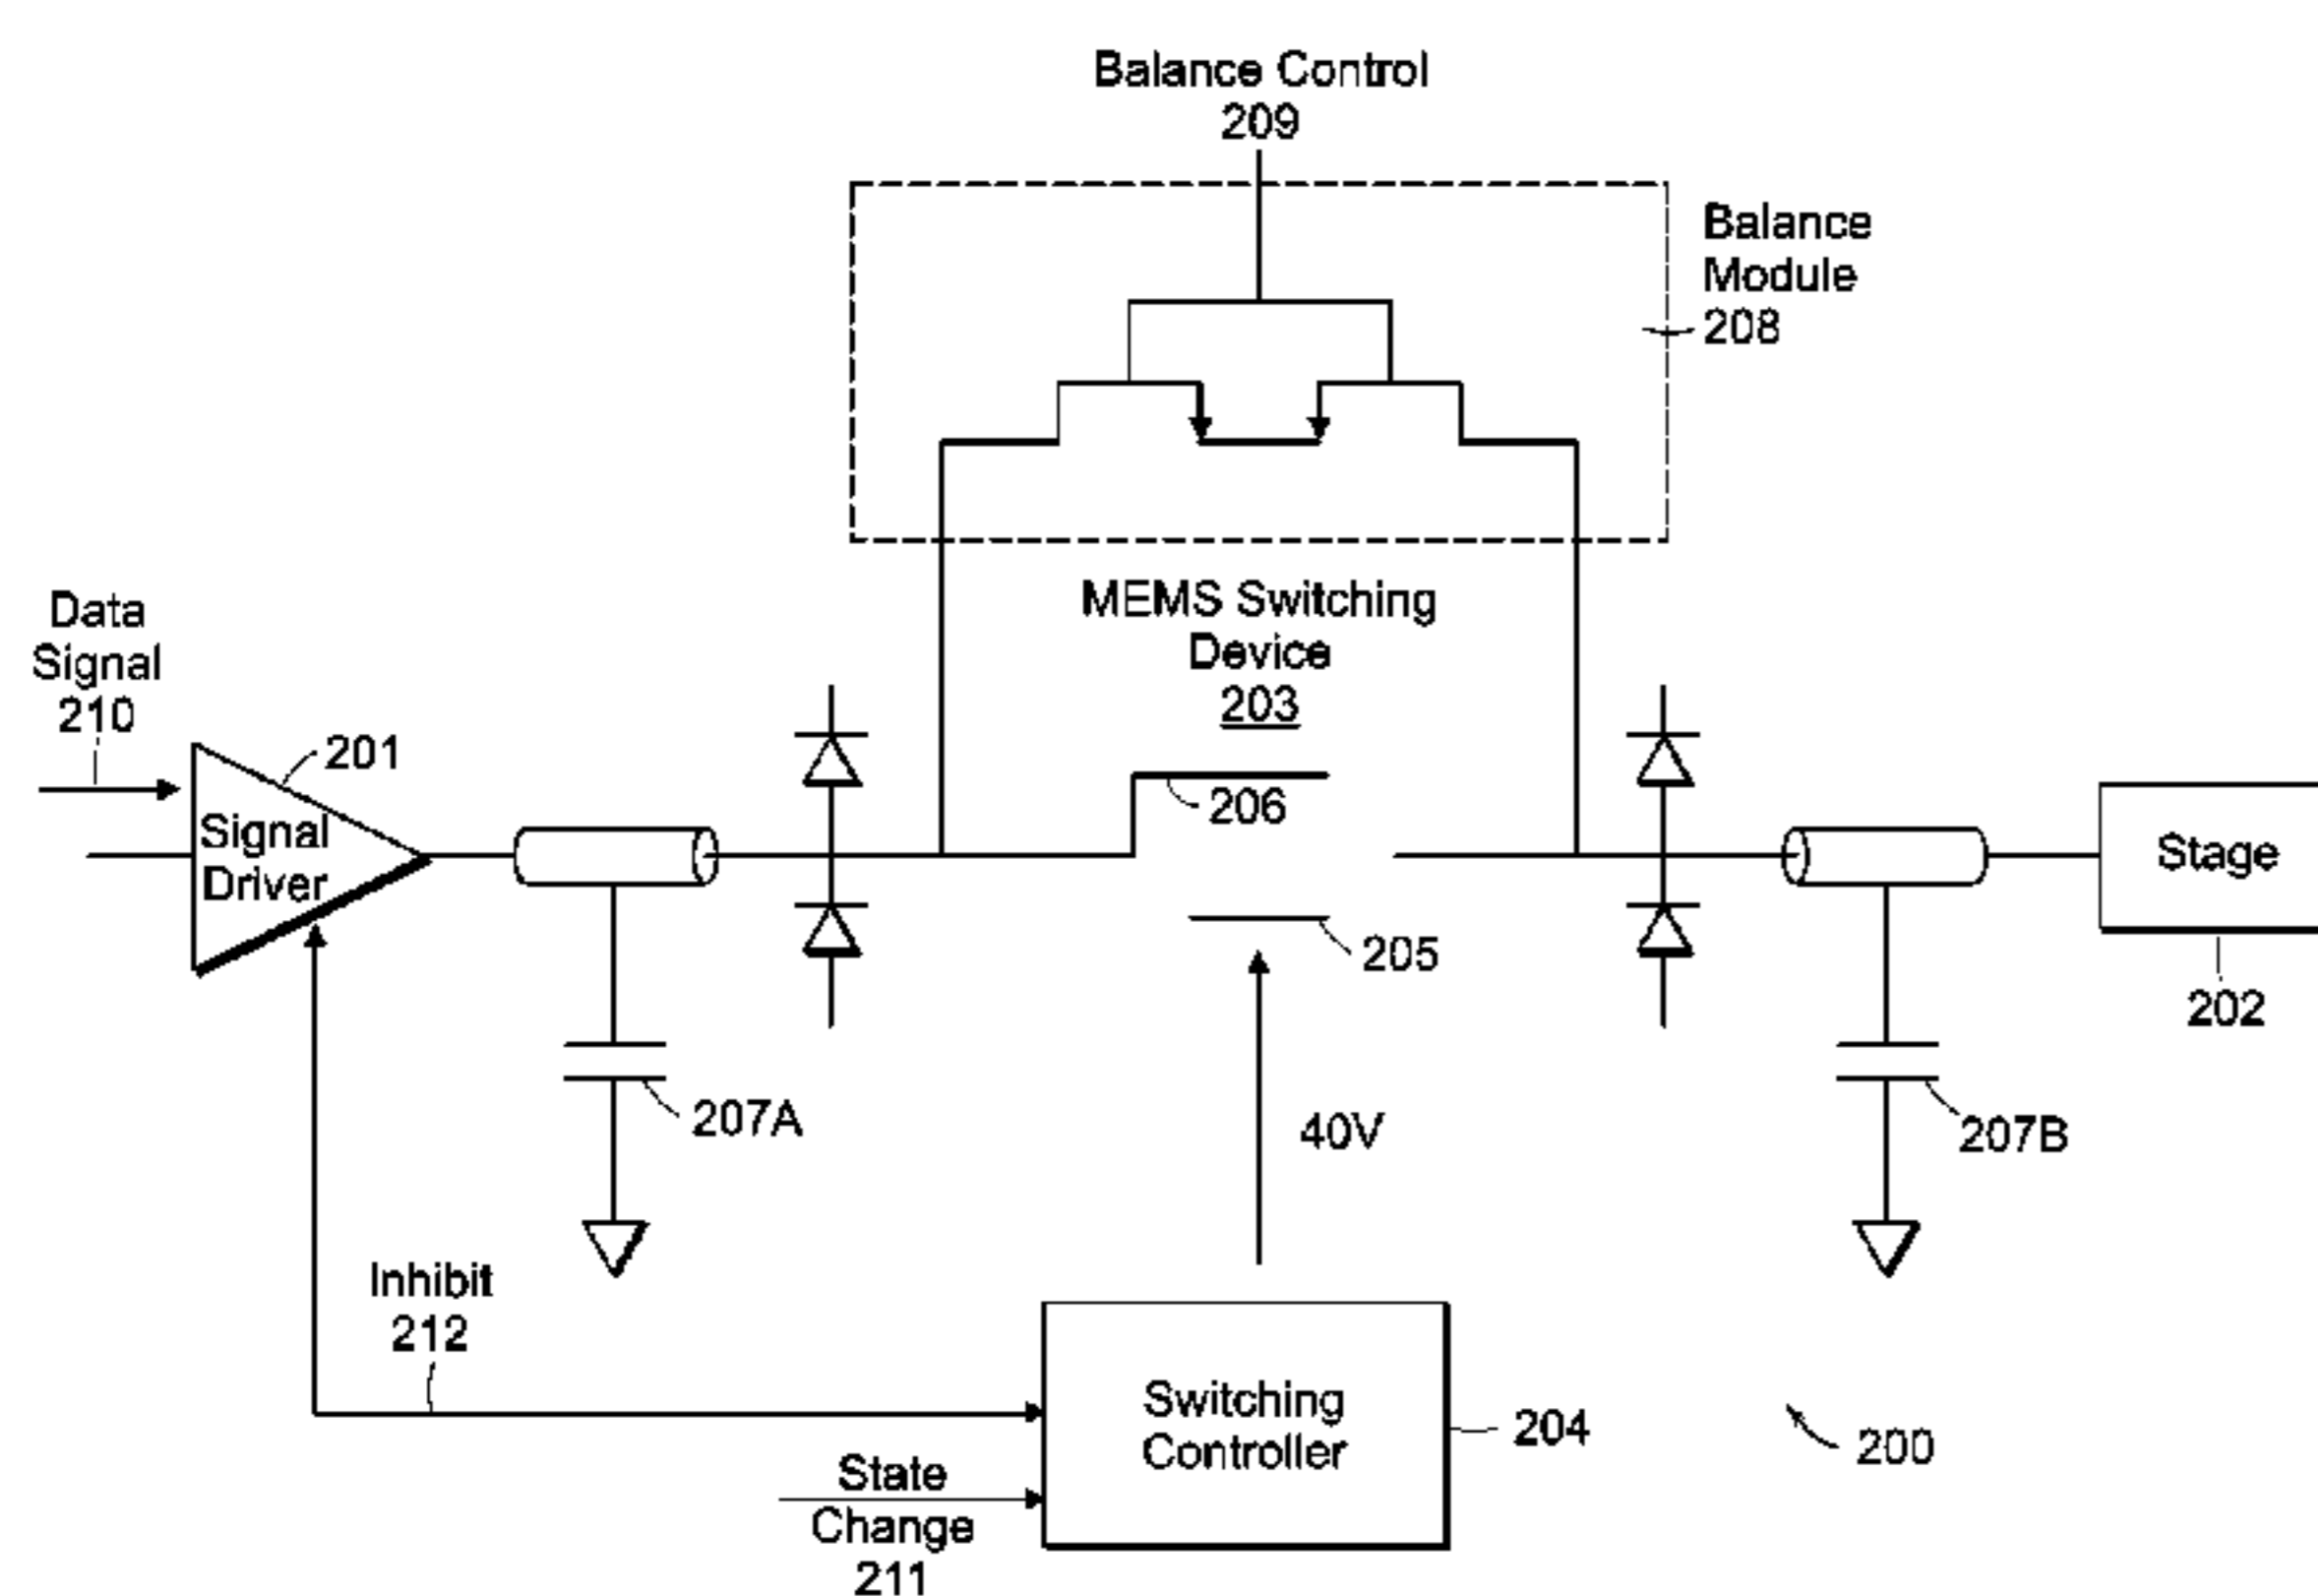 Balance Control
209
Balance
Module
208
MEMS Switching
Device
203
Data
Signal
210
201
Signal
Driver
206
Stage
205
202
207A
40V
207B
Inhibit
212
Switching
Controller
204
200
State
Change
211